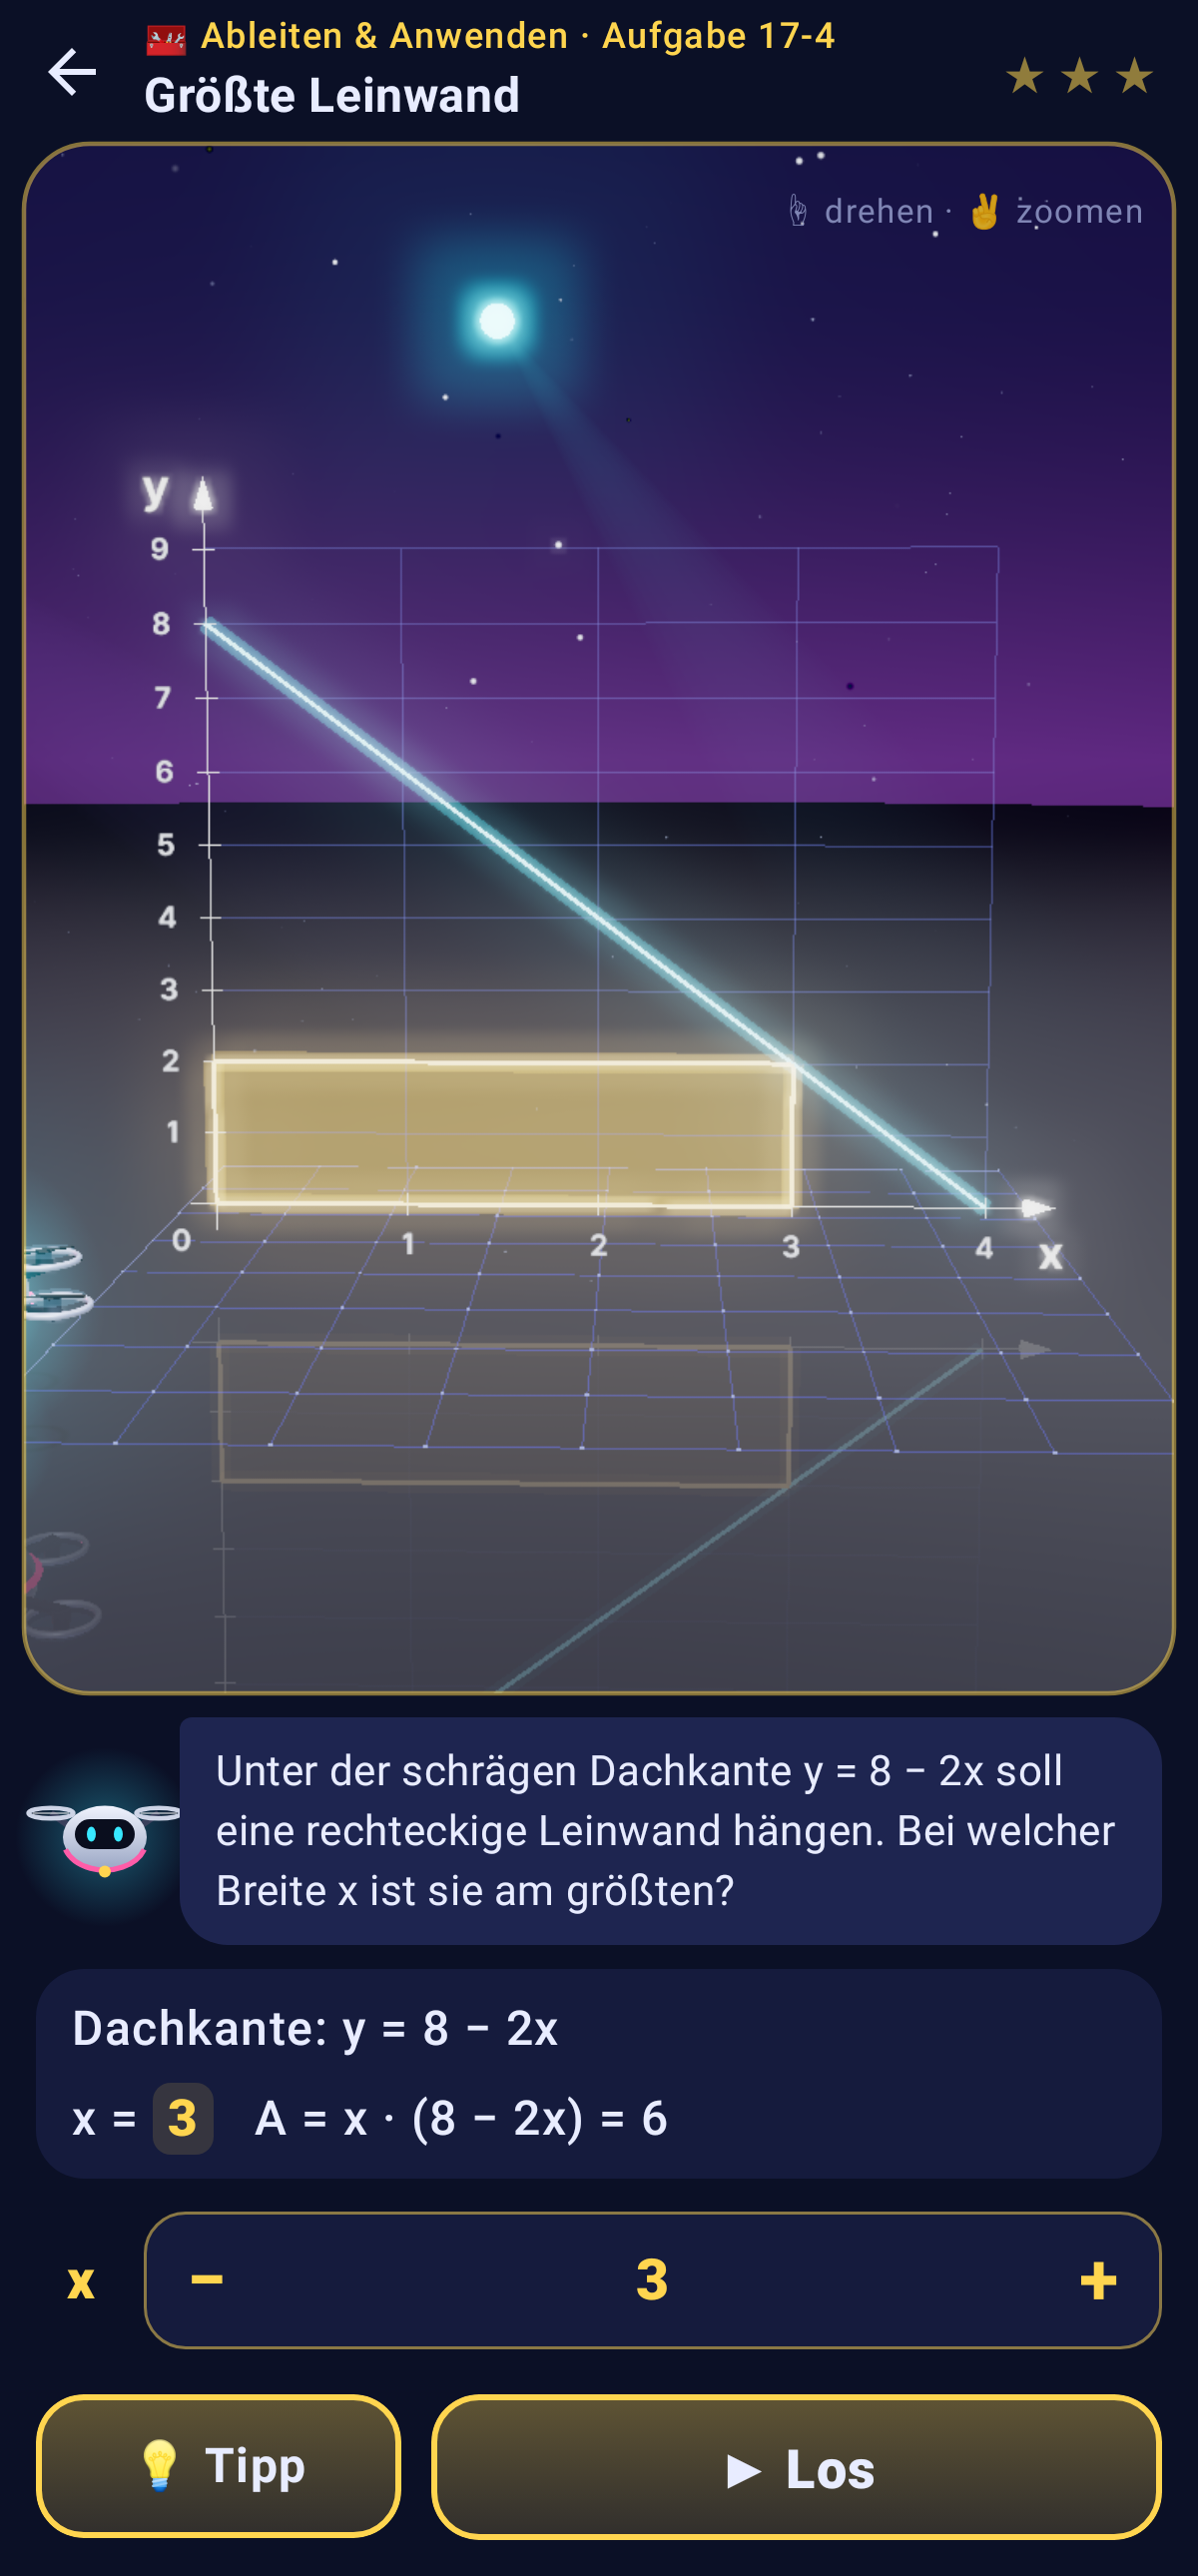 Ableiten & Anwenden · Aufgabe 17-4
Größte Leinwand
drehen · zoomen
y
9
8
7
6
5
4
3
2
1
0 1 2 3 4
x
Unter der schrägen Dachkante y = 8 − 2x soll
eine rechteckige Leinwand hängen. Bei welcher
Breite x ist sie am größten?
Dachkante: y = 8 − 2x
x = 3 A = x · (8 − 2x) = 6
x − 3 +
Tipp
Los